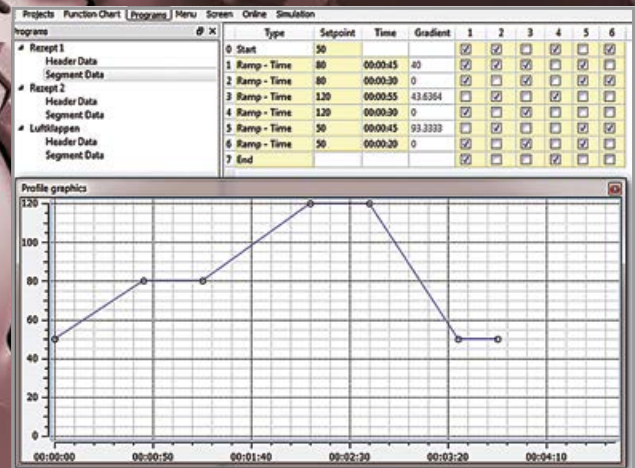 Projects Function Chart Programs Menu Screen Online Simulation
Programs
Rezept 1
Header Data
Segment Data
Rezept 2
Header Data
Segment Data
Luftklappen
Header Data
Segment Data
Type Setpoint Time Gradient 1 2 3 4 5 6
0 Start 50
1 Ramp - Time 80 00:00:45 40
2 Ramp - Time 80 00:00:30 0
3 Ramp - Time 120 00:00:55 43.6364
4 Ramp - Time 120 00:00:30 0
5 Ramp - Time 50 00:00:45 93.3333
6 Ramp - Time 50 00:00:20 0
7 End
Profile graphics
120
100
80
60
40
20
0
00:00:00 00:00:50 00:01:40 00:02:30 00:03:20 00:04:10